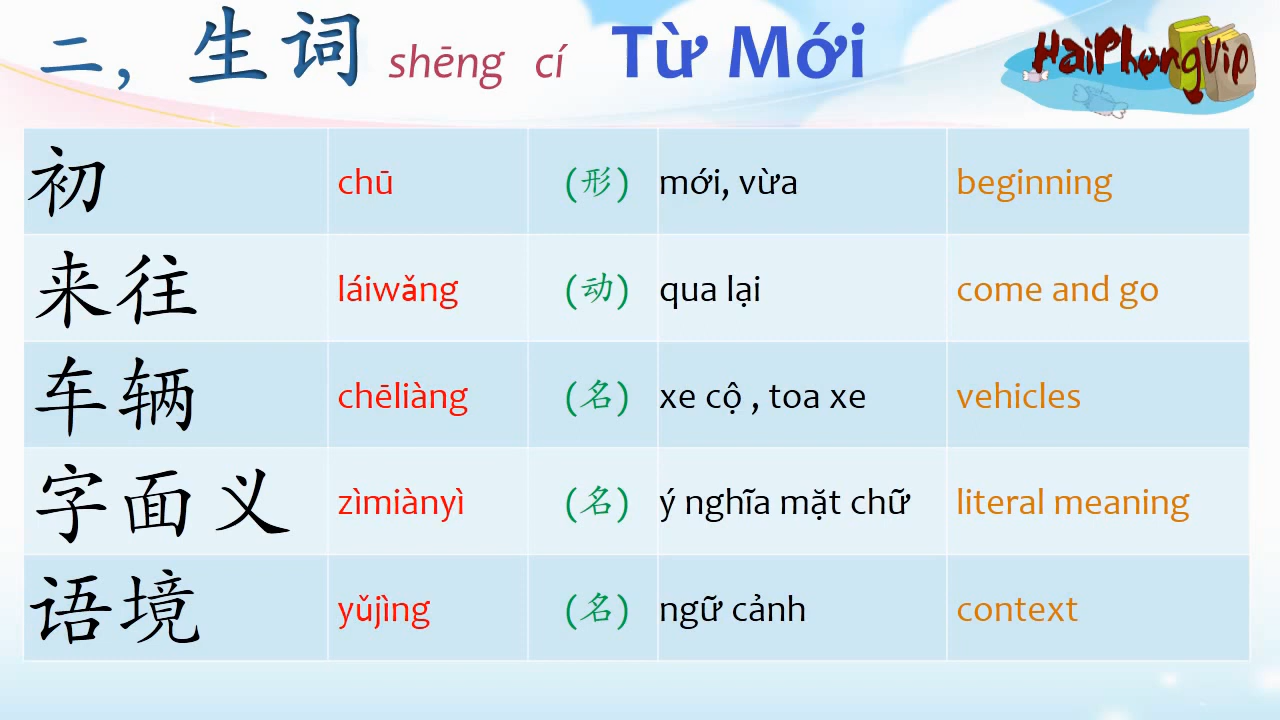 二，生词 shēng cí Từ Mới
HaiPhongVip
初 chū (形) mới, vừa beginning
来往 láiwǎng (动) qua lại come and go
车辆 chēliàng (名) xe cộ , toa xe vehicles
字面义 zìmiànyì (名) ý nghĩa mặt chữ literal meaning
语境 yǔjìng (名) ngữ cảnh context